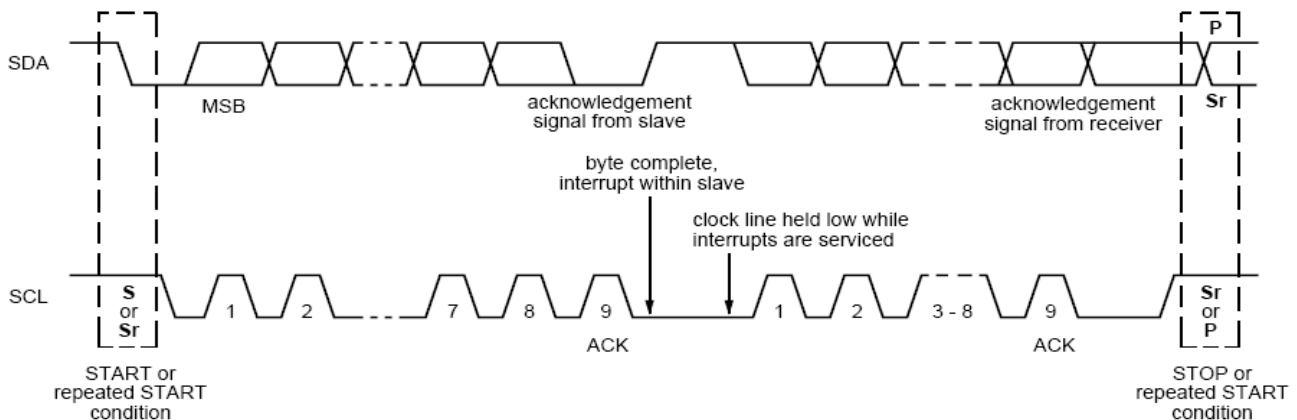 P
SDA
MSB
acknowledgement
signal from slave
acknowledgement
signal from receiver
Sr
byte complete,
interrupt within slave
clock line held low while
interrupts are serviced
SCL
S
or
Sr
1
2
7
8
9
1
2
3 - 8
9
Sr
or
P
ACK
ACK
START or
repeated START
condition
STOP or
repeated START
condition